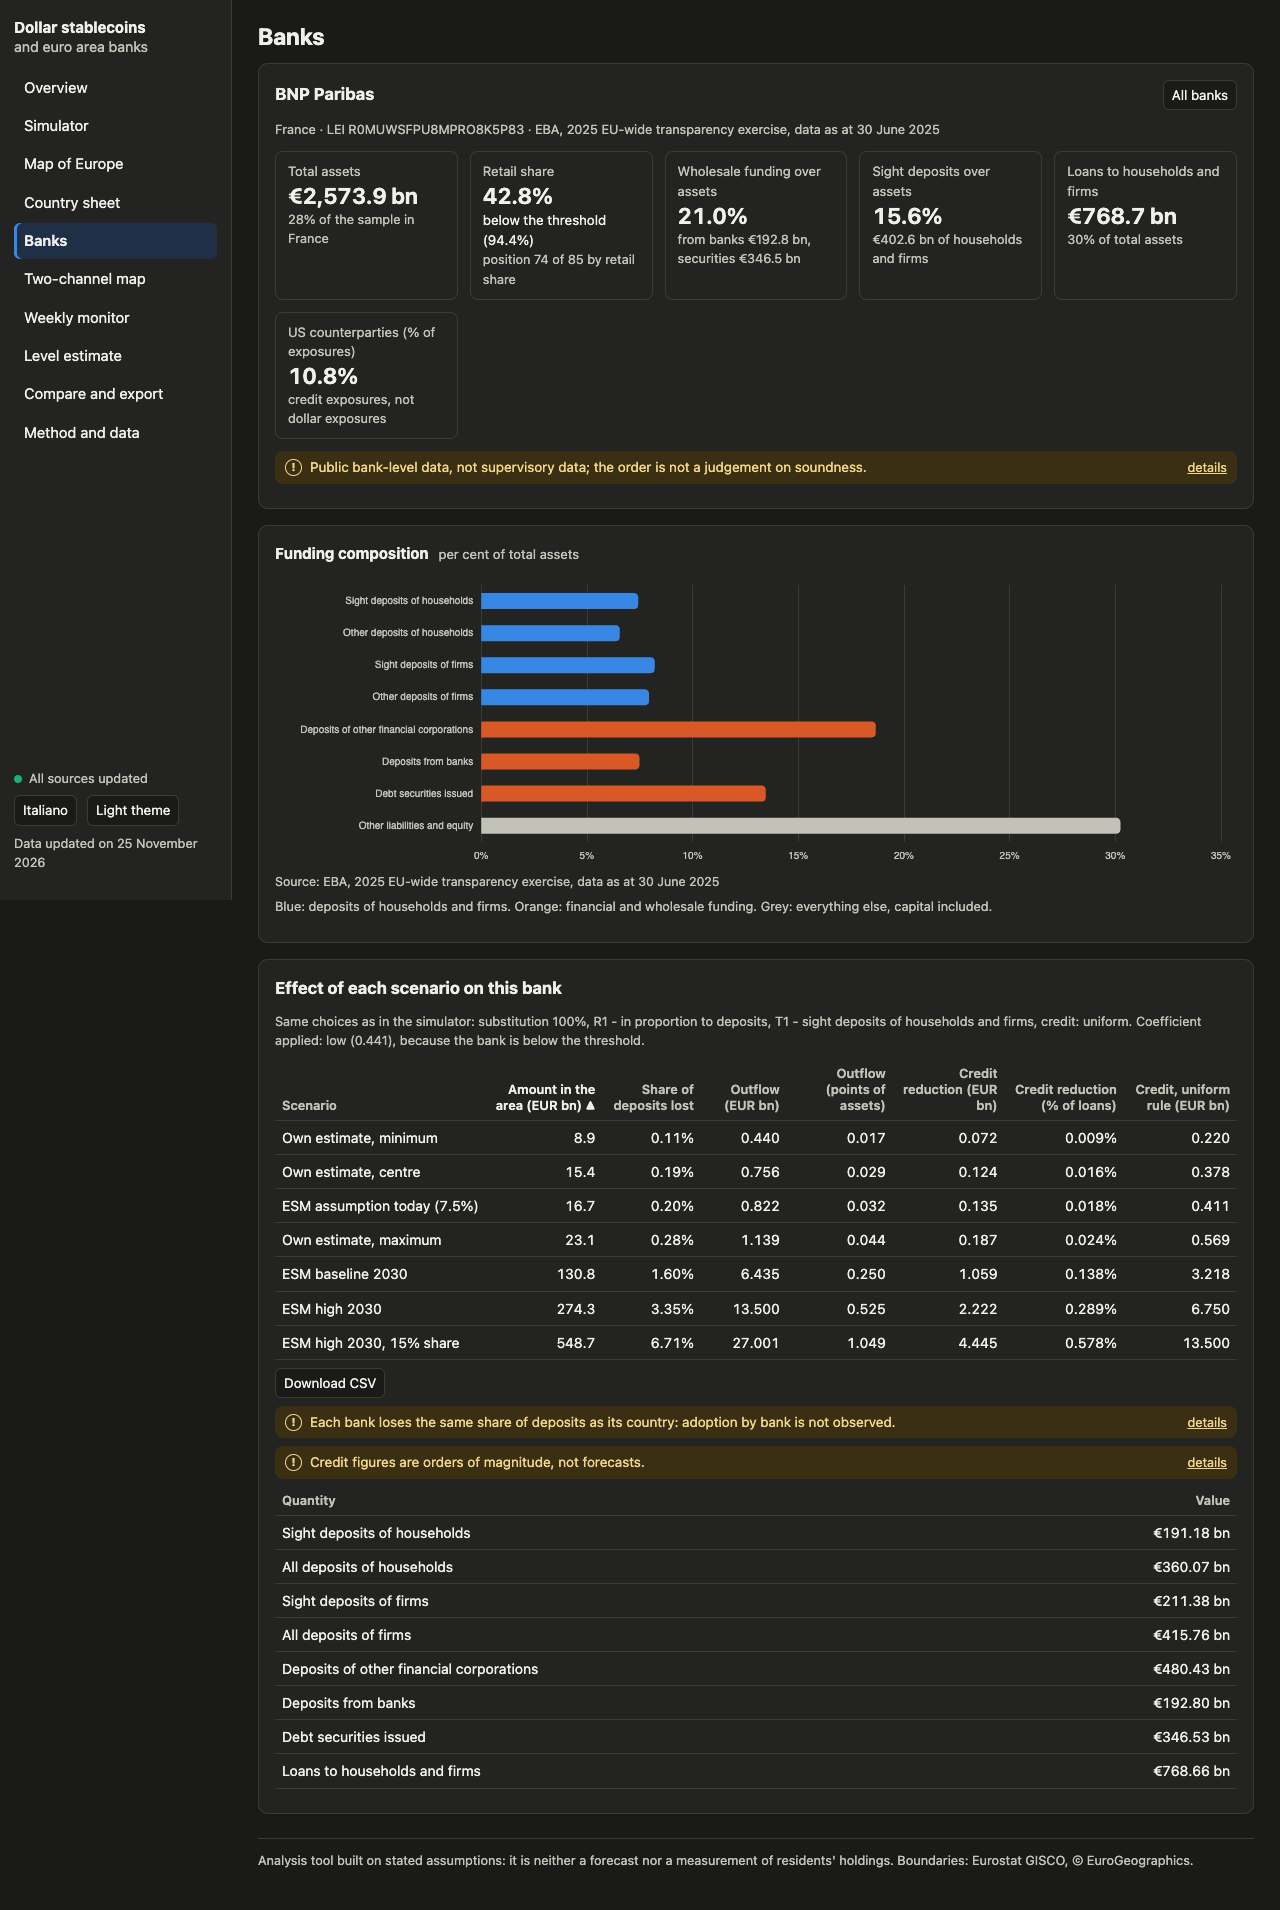 Dollar stablecoins
and euro area banks
Overview
Simulator
Map of Europe
Country sheet
Banks
Two-channel map
Weekly monitor
Level estimate
Compare and export
Method and data
All sources updated
Italiano
Light theme
Data updated on 25 November
2026
Banks
BNP Paribas
All banks
France · LEI R0MUWSFPU8MPRO8K5P83 · EBA, 2025 EU-wide transparency exercise, data as at 30 June 2025
Total assets
€2,573.9 bn
28% of the sample in
France
Retail share
42.8%
below the threshold
(94.4%)
position 74 of 85 by retail
share
Wholesale funding over
assets
21.0%
from banks €192.8 bn,
securities €346.5 bn
Sight deposits over
assets
15.6%
€402.6 bn of households
and firms
Loans to households and
firms
€768.7 bn
30% of total assets
US counterparties (% of
exposures)
10.8%
credit exposures, not
dollar exposures
Public bank-level data, not supervisory data; the order is not a judgement on soundness. details
Funding composition per cent of total assets
Sight deposits of households
Other deposits of households
Sight deposits of firms
Other deposits of firms
Deposits of other financial corporations
Deposits from banks
Debt securities issued
Other liabilities and equity
0% 5% 10% 15% 20% 25% 30% 35%
Source: EBA, 2025 EU-wide transparency exercise, data as at 30 June 2025
Blue: deposits of households and firms. Orange: financial and wholesale funding. Grey: everything else, capital included.
Effect of each scenario on this bank
Same choices as in the simulator: substitution 100%, R1 - in proportion to deposits, T1 - sight deposits of households and firms, credit: uniform. Coefficient
applied: low (0.441), because the bank is below the threshold.
Scenario
Amount in the
area (EUR bn) ▲
Share of
deposits lost
Outflow
(EUR bn)
Outflow
(points of
assets)
Credit
reduction (EUR
bn)
Credit reduction
(% of loans)
Credit, uniform
rule (EUR bn)
Own estimate, minimum 8.9 0.11% 0.440 0.017 0.072 0.009% 0.220
Own estimate, centre 15.4 0.19% 0.756 0.029 0.124 0.016% 0.378
ESM assumption today (7.5%) 16.7 0.20% 0.822 0.032 0.135 0.018% 0.411
Own estimate, maximum 23.1 0.28% 1.139 0.044 0.187 0.024% 0.569
ESM baseline 2030 130.8 1.60% 6.435 0.250 1.059 0.138% 3.218
ESM high 2030 274.3 3.35% 13.500 0.525 2.222 0.289% 6.750
ESM high 2030, 15% share 548.7 6.71% 27.001 1.049 4.445 0.578% 13.500
Download CSV
Each bank loses the same share of deposits as its country: adoption by bank is not observed. details
Credit figures are orders of magnitude, not forecasts. details
Quantity Value
Sight deposits of households €191.18 bn
All deposits of households €360.07 bn
Sight deposits of firms €211.38 bn
All deposits of firms €415.76 bn
Deposits of other financial corporations €480.43 bn
Deposits from banks €192.80 bn
Debt securities issued €346.53 bn
Loans to households and firms €768.66 bn
Analysis tool built on stated assumptions: it is neither a forecast nor a measurement of residents' holdings. Boundaries: Eurostat GISCO, © EuroGeographics.